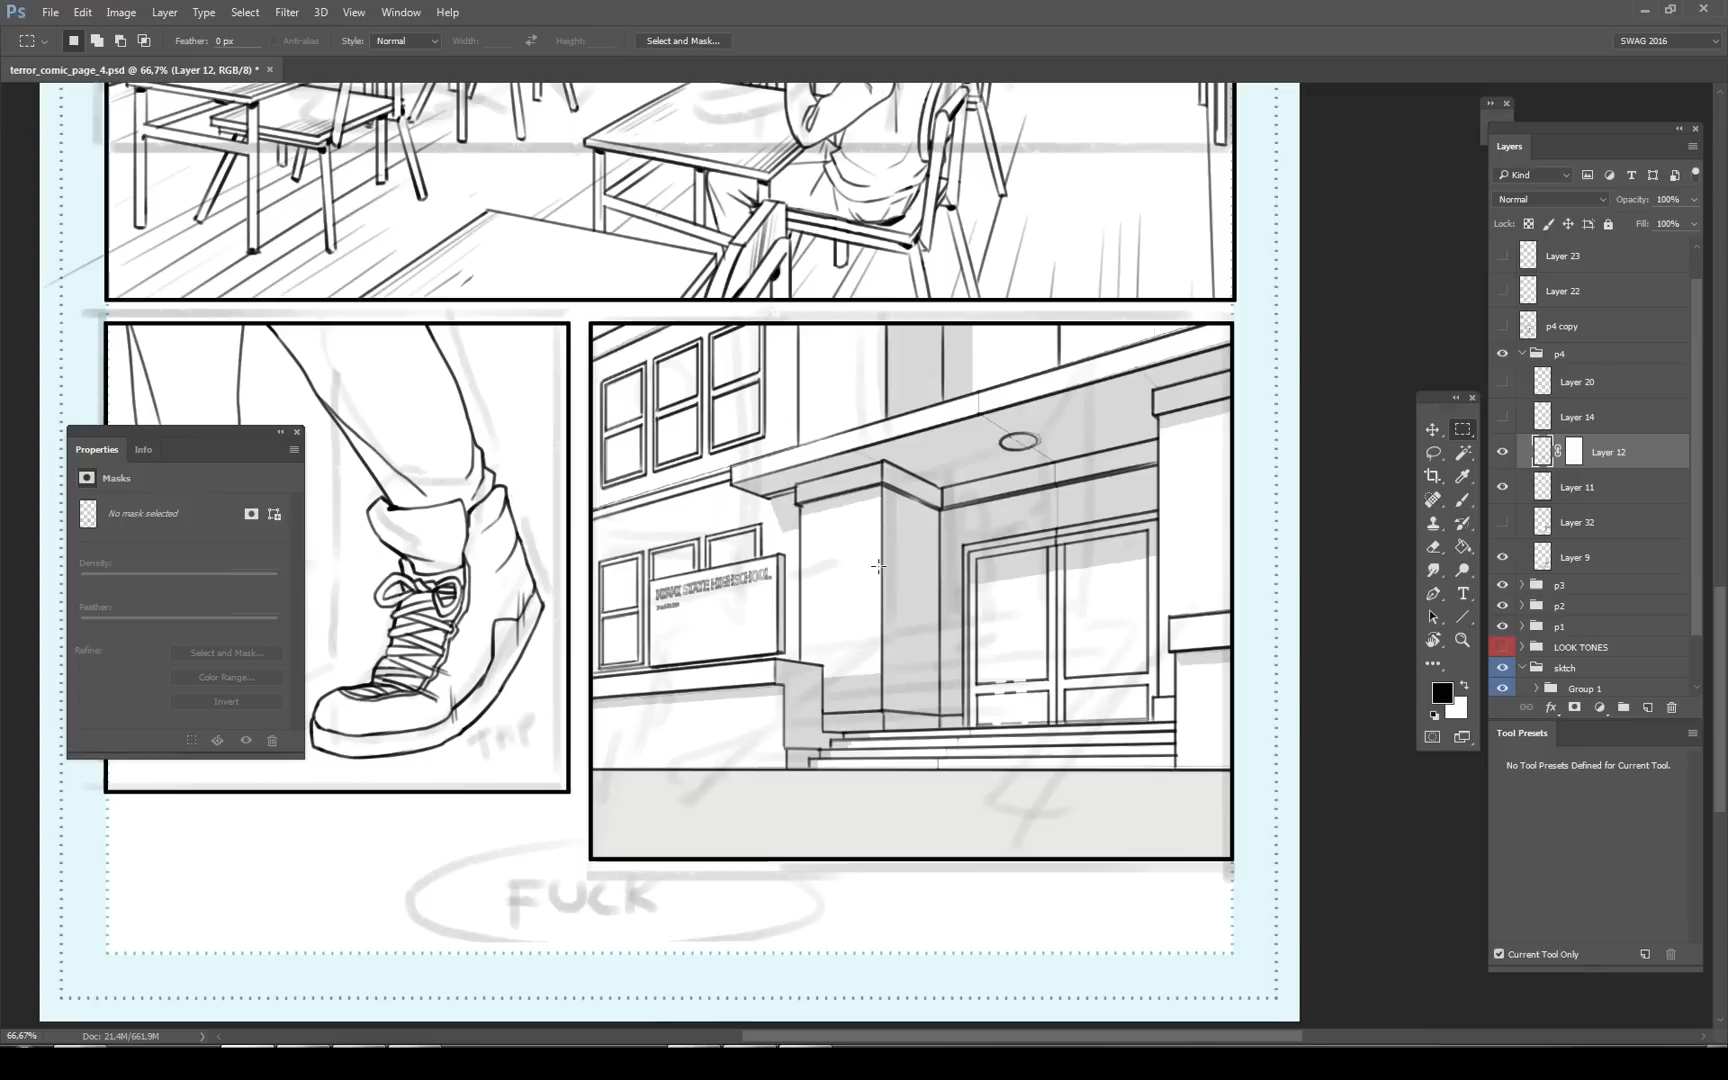 Ps File Edit Image Layer Type Select Filter 3D View Window Help
Feather: 0 px Anti-alias Style: Normal Width: Height: Select and Mask... SWAG 2016
terror_comic_page_4.psd @ 66,7% (Layer 12, RGB/8) * ×
Layers
Kind
Normal Opacity: 100%
Lock: Fill: 100%
Layer 23
Layer 22
p4 copy
p4
Layer 20
Layer 14
Layer 12
Layer 11
Layer 32
Layer 9
p3
p2
p1
LOOK TONES
sktch
Group 1
fx
Tool Presets
No Tool Presets Defined for Current Tool.
Current Tool Only
Properties Info
Masks
No mask selected
Density:
Feather:
Refine: Select and Mask...
Color Range...
Invert
STATE HIGHSCHOOL
TAP
4
FUCK
66,67% Doc: 21,4M/661,9M